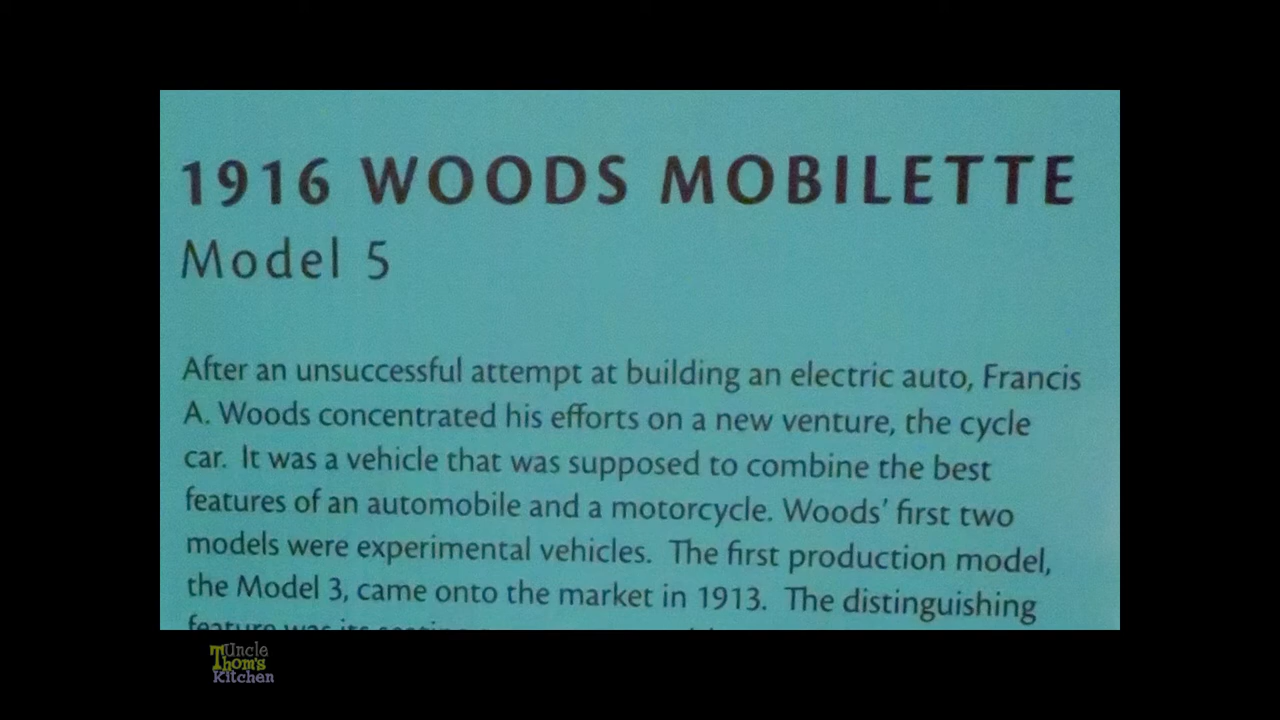 1916 WOODS MOBILETTE
Model 5
After an unsuccessful attempt at building an electric auto, Francis
A. Woods concentrated his efforts on a new venture, the cycle
car. It was a vehicle that was supposed to combine the best
features of an automobile and a motorcycle. Woods' first two
models were experimental vehicles. The first production model,
the Model 3, came onto the market in 1913. The distinguishing
feature was its
Uncle
Thom's
Kitchen